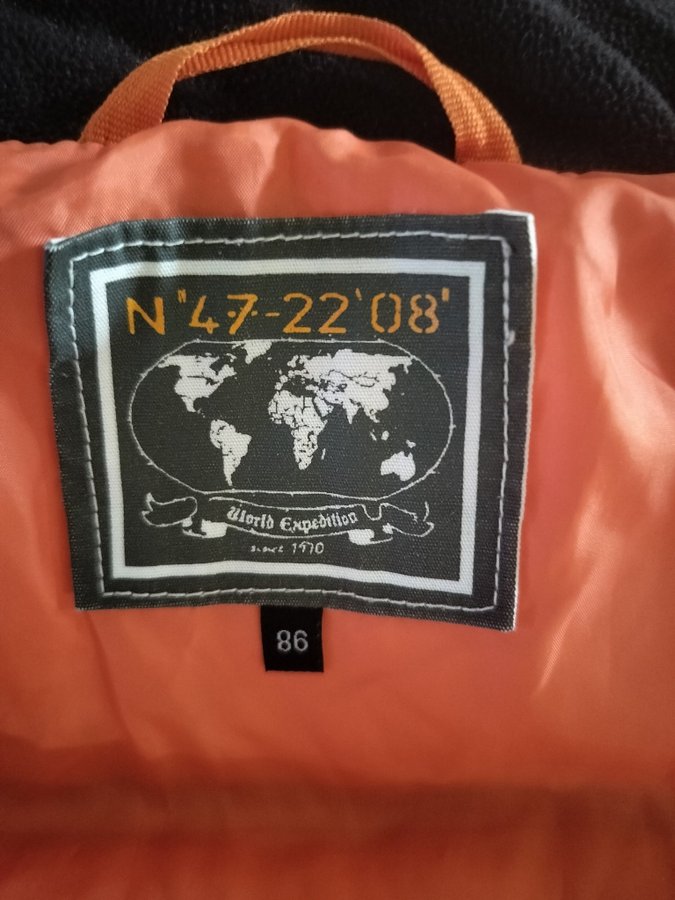 N"47-22'08'
World Expedition
since 1970
86